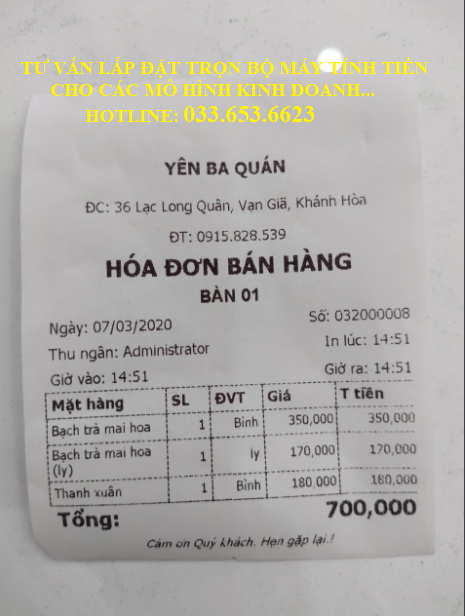 TƯ VẤN LẮP ĐẶT TRỌN BỘ MÁY TÍNH TIỀN
CHO CÁC MÔ HÌNH KINH DOANH...
HOTLINE: 033.653.6623
YÊN BA QUÁN
ĐC: 36 Lạc Long Quân, Vạn Giã, Khánh Hòa
ĐT: 0915.828.539
HÓA ĐƠN BÁN HÀNG
BÀN 01
Số: 032000008
Ngày: 07/03/2020
In lúc: 14:51
Thu ngân: Administrator
Giờ ra: 14:51
Giờ vào: 14:51
Mặt hàng SL ĐVT Giá T tiền
Bạch trà mai hoa 1 Bình 350,000 350,000
Bạch trà mai hoa 1 ly 170,000 170,000
(ly)
Thanh xuân 1 Bình 180,000 180,000
Tổng: 700,000
Cám ơn Quý khách. Hẹn gặp lại.!